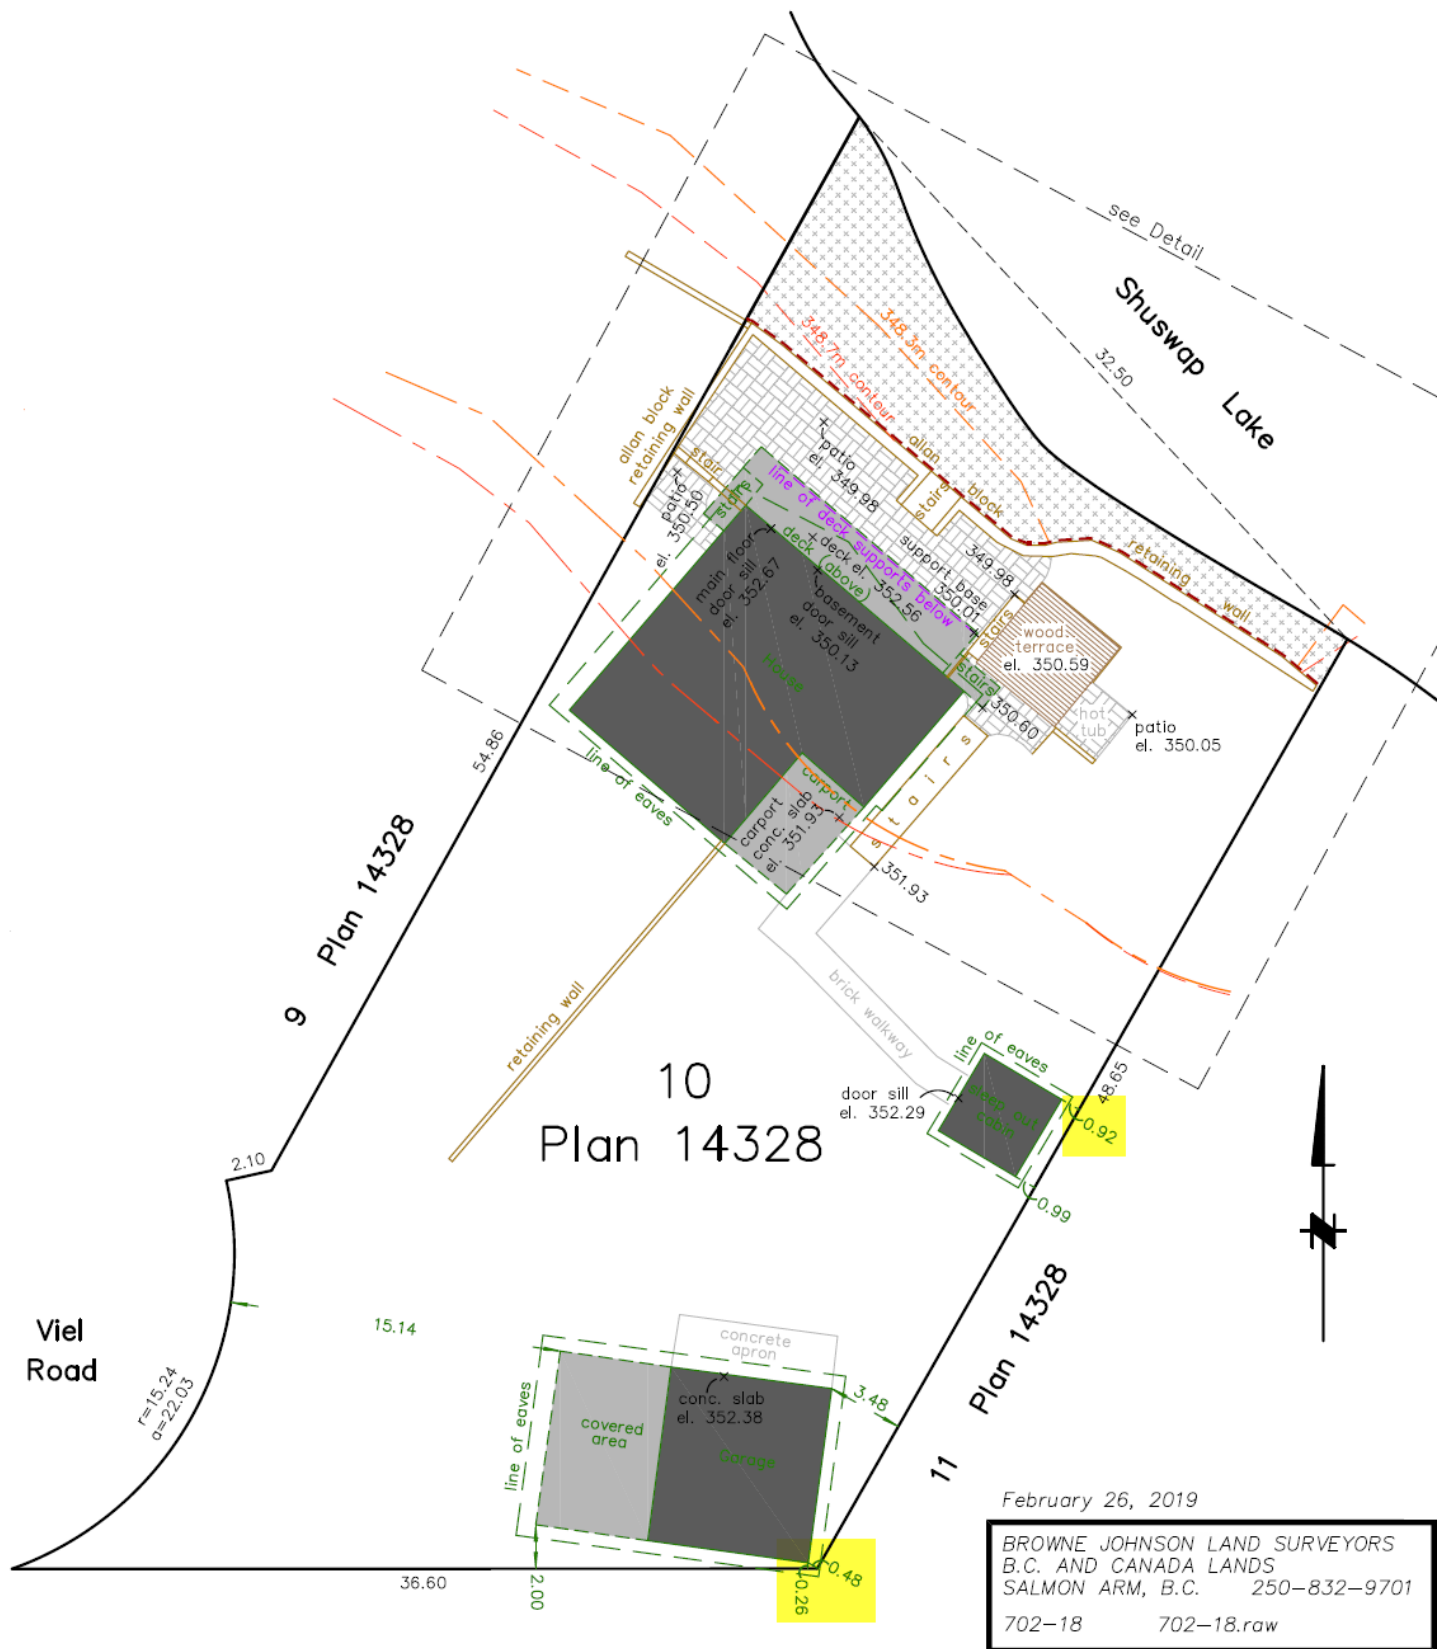 see Detail
Shuswap
Lake
32.50
348.3m contour
348.7m contour
allan block
retaining wall
stair
patio
el. 349.98
patio
el. 350.50
stairs
line of deck supports below
allan
block
retaining
wall
stairs
support base
350.01
349.98
deck
(above)
deck el. 352.56
main floor
door sill
el. 352.67
basement
door sill
el. 350.13
House
stairs
stairs
wood
terrace
el. 350.59
350.60
hot
tub
patio
el. 350.05
stairs
carport
carport
conc. slab
el. 351.93
351.93
line of eaves
54.86
9 Plan 14328
retaining wall
brick walkway
10
Plan 14328
line of eaves
door sill
el. 352.29
sleep out
cabin
48.65
0.92
0.99
2.10
Viel
Road
r=15.24
a=22.03
15.14
concrete
apron
conc. slab
el. 352.38
covered
area
Garage
line of eaves
3.48
11 Plan 14328
36.60
2.00
0.26
0.48
February 26, 2019
BROWNE JOHNSON LAND SURVEYORS
B.C. AND CANADA LANDS
SALMON ARM, B.C. 250-832-9701
702-18 702-18.raw